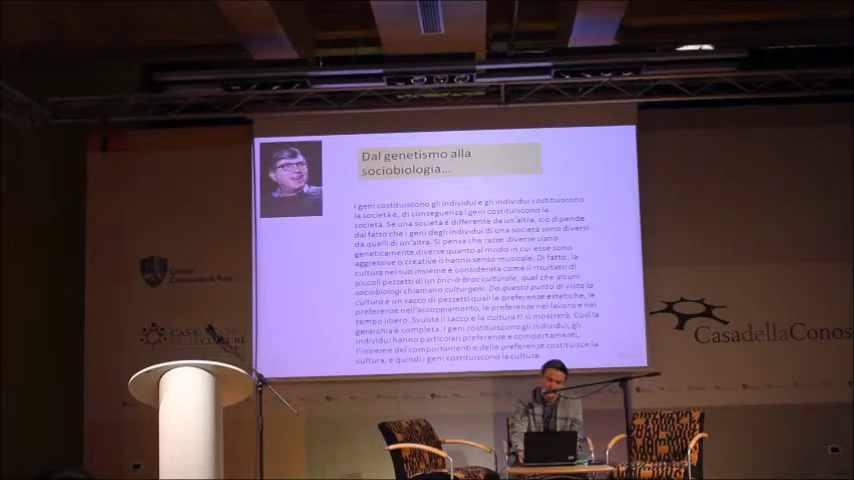 Dal genetismo alla
sociobiologia...
I geni costituiscono gli individui e gli individui costituiscono
la società e, di conseguenza i geni costituiscono la
società. Se una società è differente da un'altra, ciò dipende
dal fatto che i geni degli individui di una società sono diversi
da quelli di un'altra. Si pensa che razze diverse siano
geneticamente diverse quanto al modo in cui esse sono
aggressive o creative o hanno senso musicale. Di fatto, la
cultura nel suo insieme è considerata come il risultato di
piccoli pezzetti di un bric-à-brac culturale, quel che alcuni
sociobiologi chiamano culturgeni. Da questo punto di vista la
cultura è un sacco di pezzetti quali le preferenze estetiche, le
preferenze nell'accoppiamento, le preferenze nel lavoro e nel
tempo libero. Svuota il sacco e la cultura ti si mostrerà. Così la
gerarchia è completa. I geni costituiscono gli individui, gli
individui hanno particolari preferenze e comportamenti,
l'insieme dei comportamenti e delle preferenze costituisce la
cultura, e quindi i geni costituiscono la cultura.
CasadellaConos